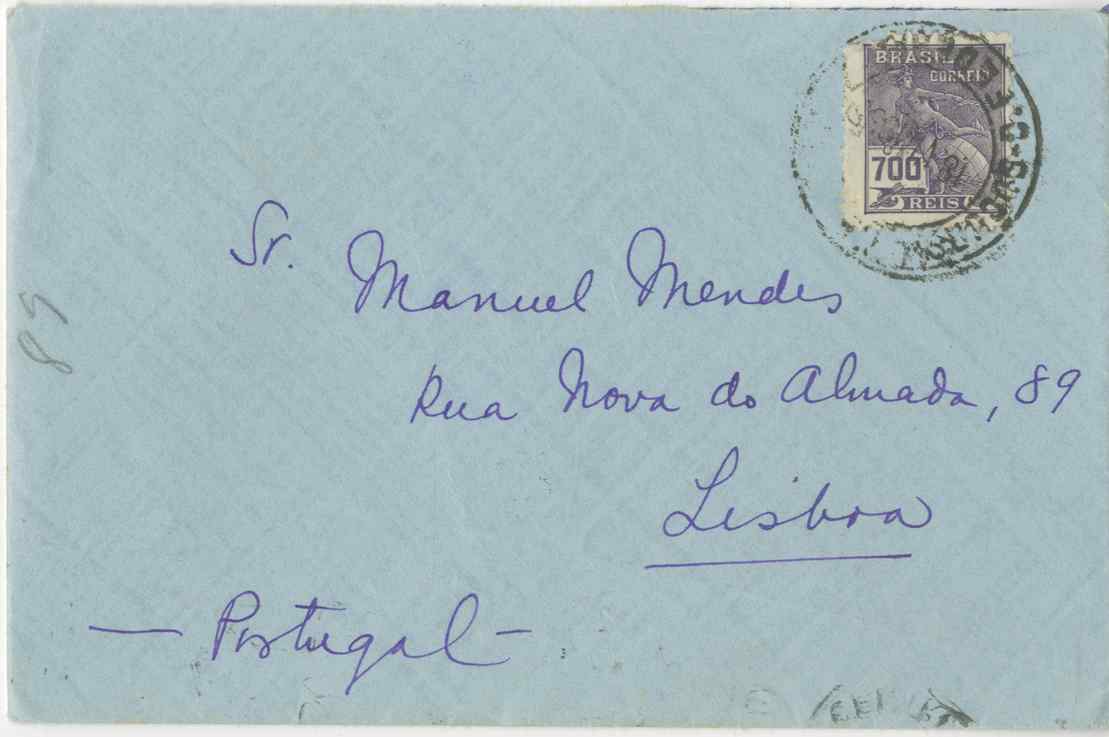 BRASIL
CORREIO
700
REIS
Sr. Manuel Mendes
Rua Nova do Almada, 89
Lisboa
— Portugal —